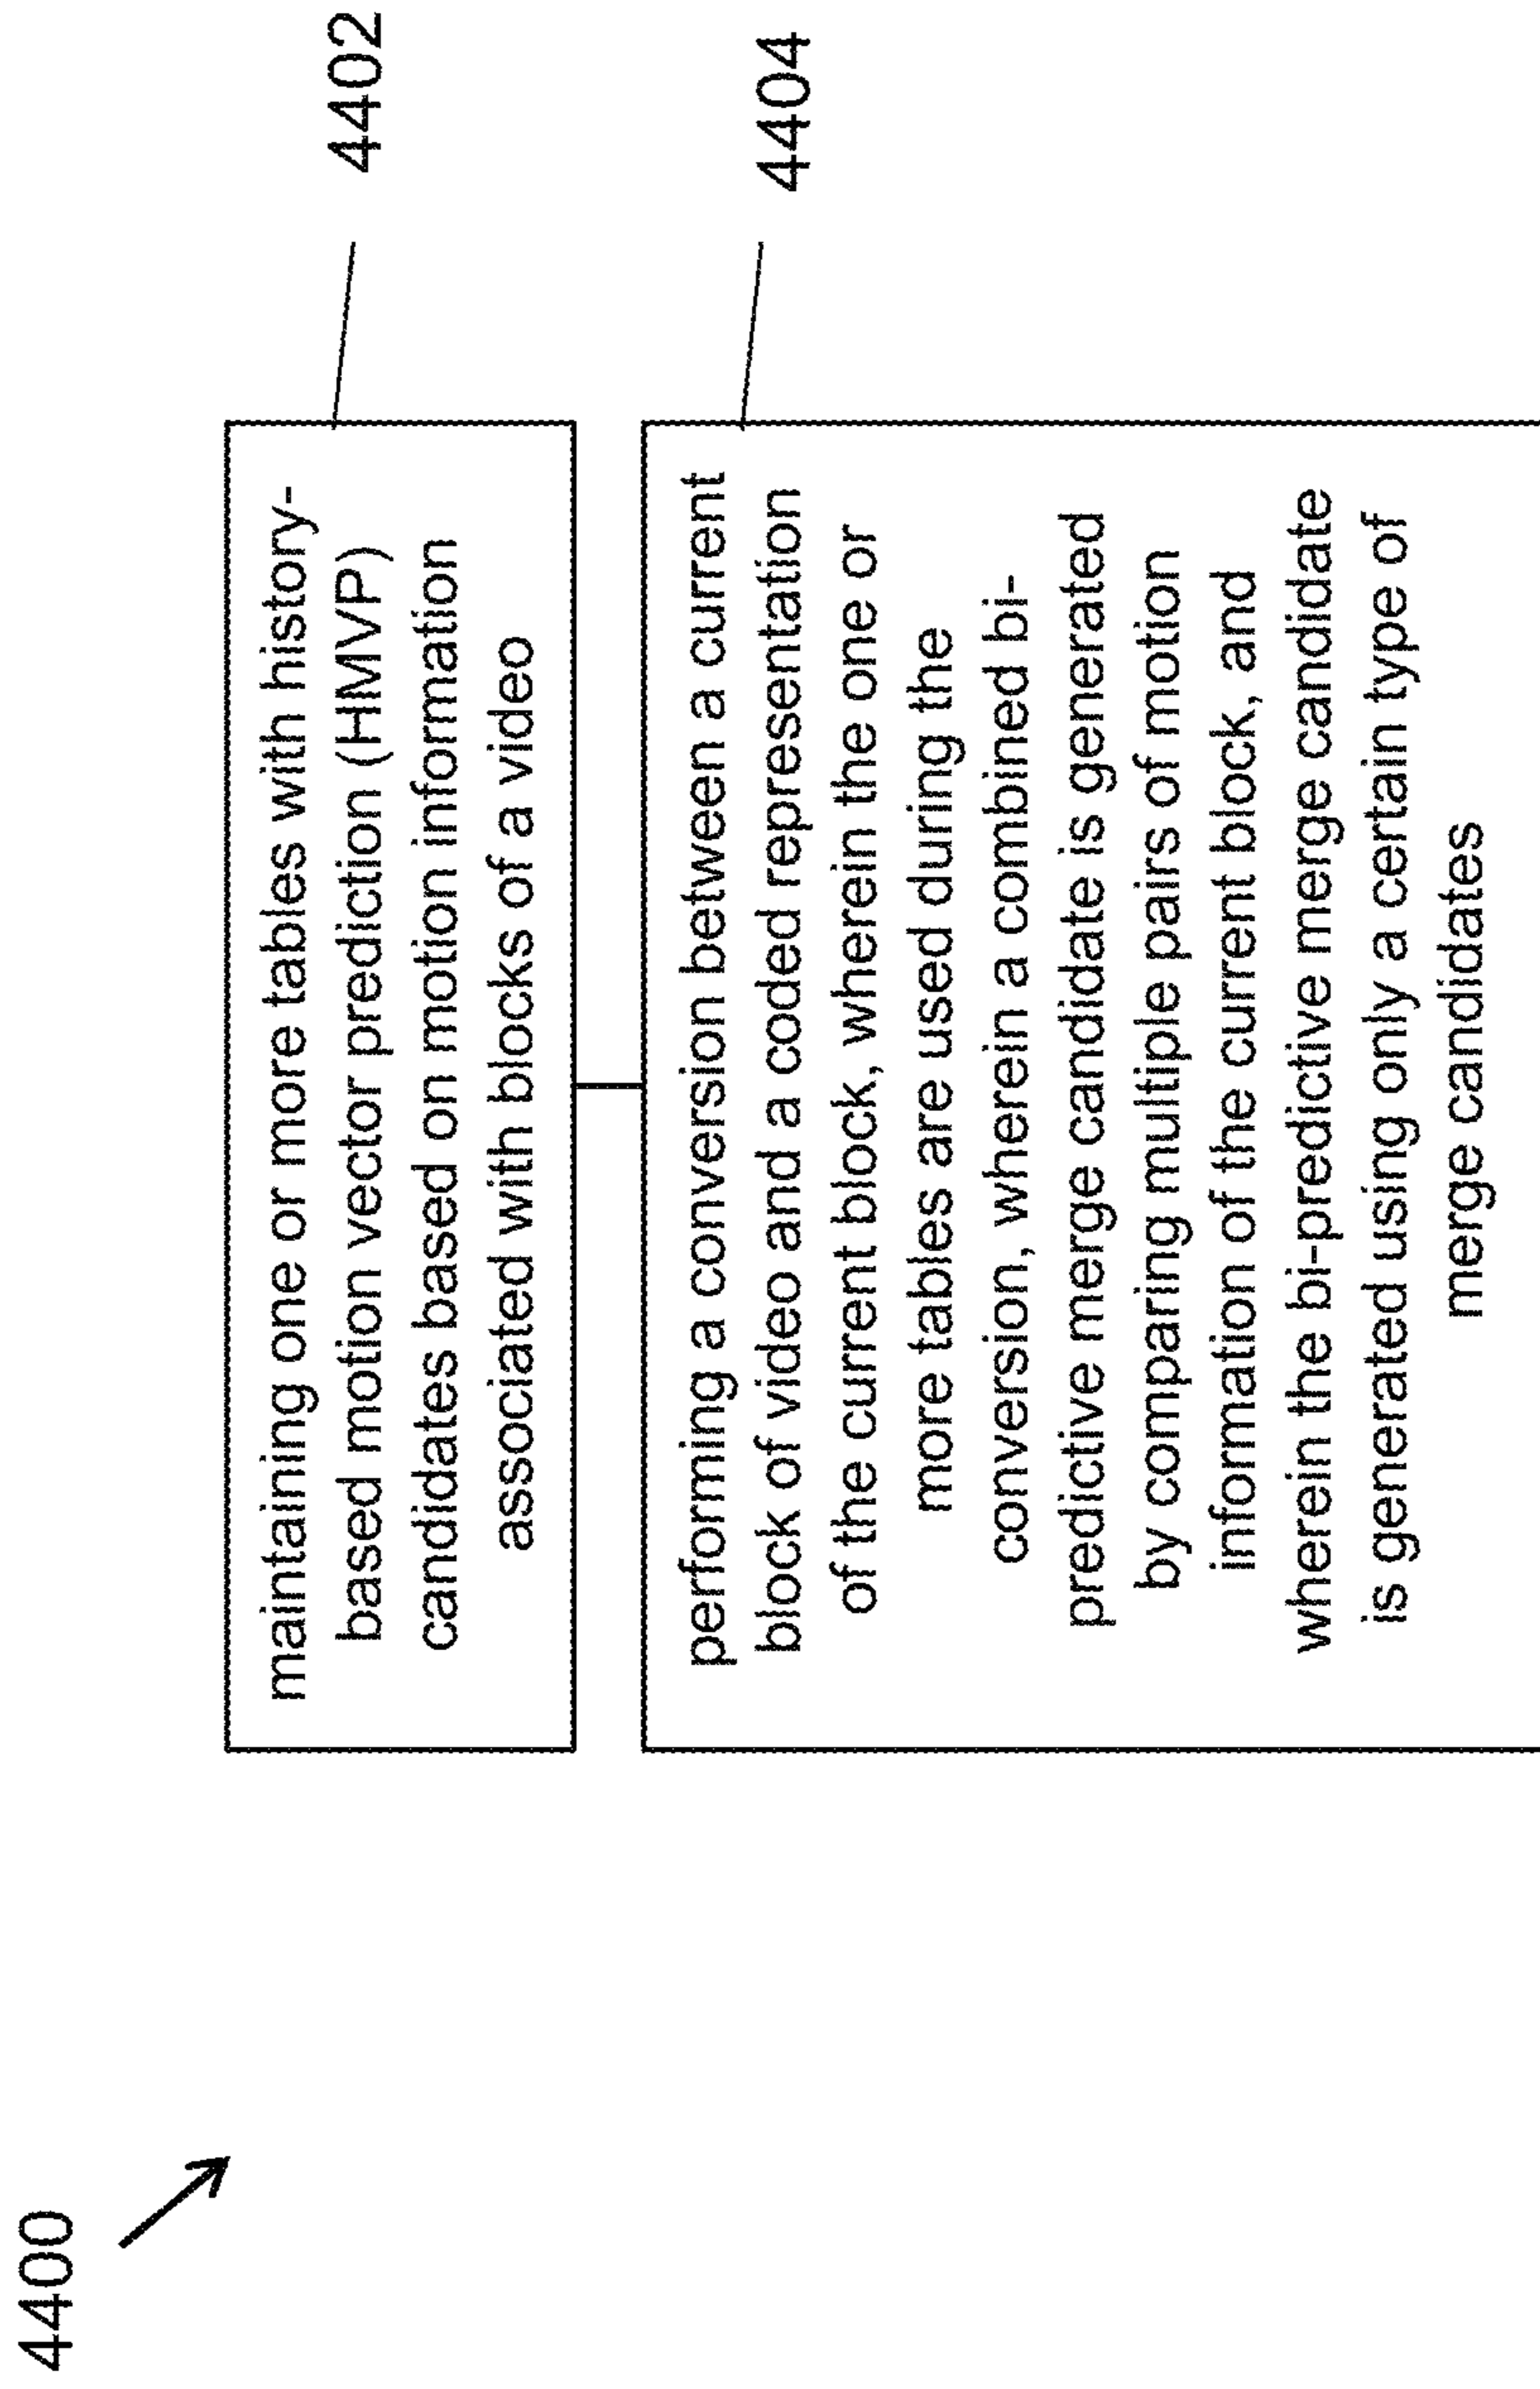 4400
maintaining one or more tables with history-
based motion vector prediction (HMVP)
candidates based on motion information
associated with blocks of a video
4402
performing a conversion between a current
block of video and a coded representation
of the current block, wherein the one or
more tables are used during the
conversion, wherein a combined bi-
predictive merge candidate is generated
by comparing multiple pairs of motion
information of the current block, and
wherein the bi-predictive merge candidate
is generated using only a certain type of
merge candidates
4404